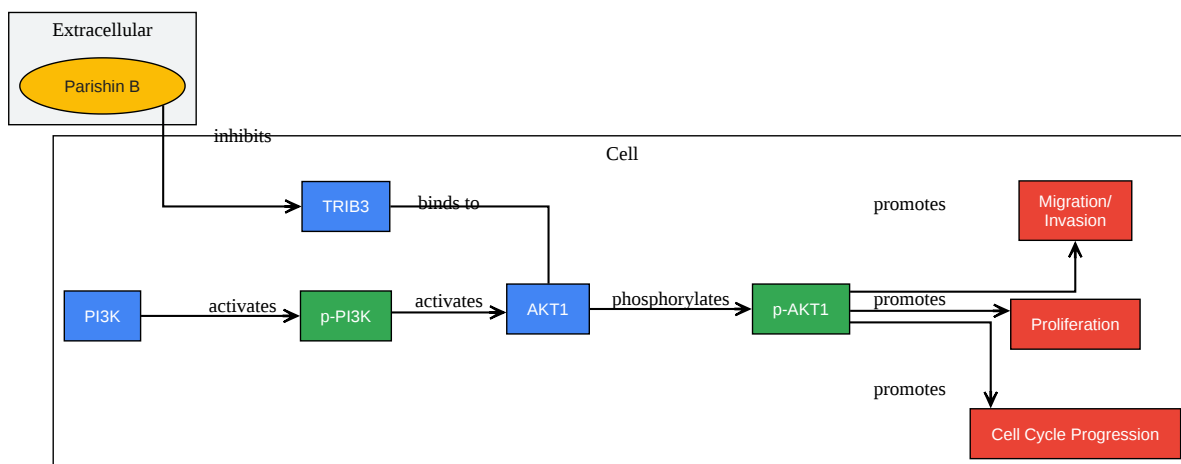 Extracellular
Parishin B
inhibits
Cell
TRIB3
binds to
promotes
Migration/
Invasion
PI3K
activates
p-PI3K
activates
AKT1
phosphorylates
p-AKT1
promotes
Proliferation
promotes
Cell Cycle Progression